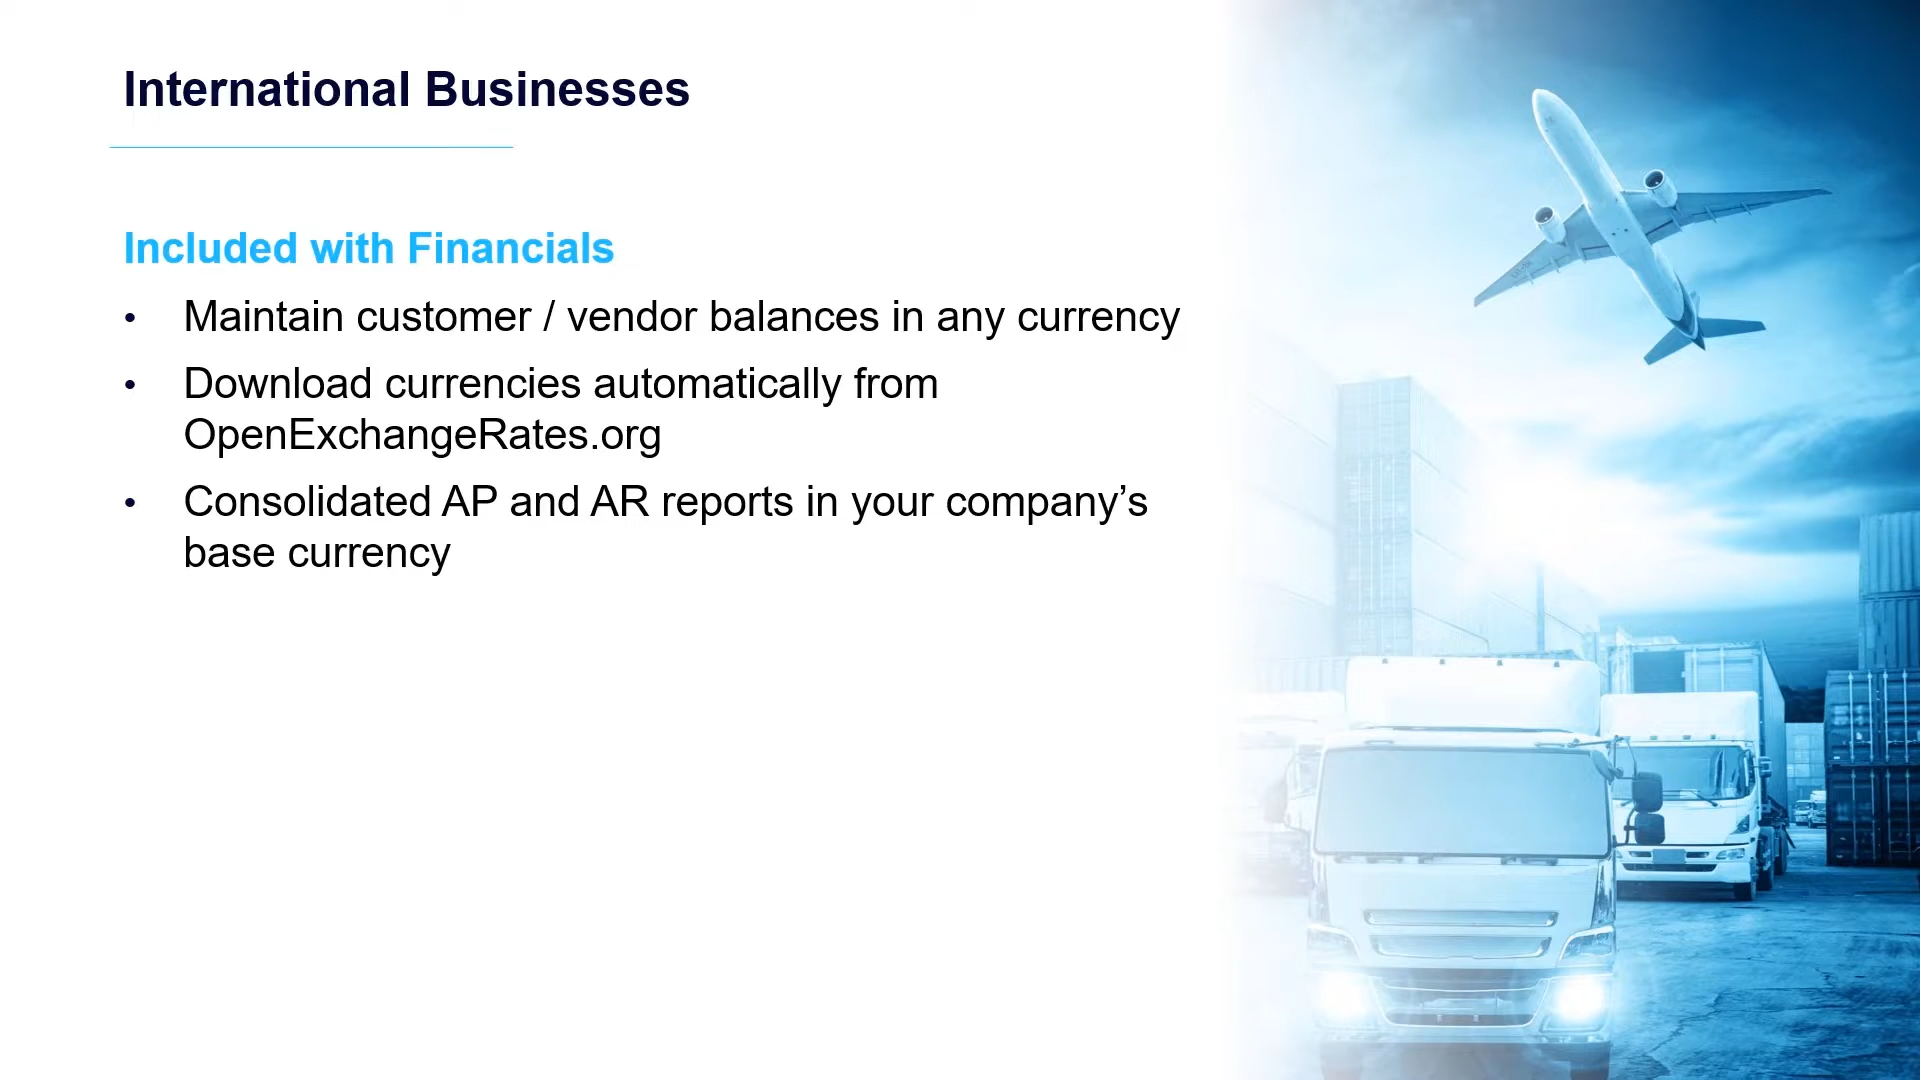 International Businesses
Included with Financials
• Maintain customer / vendor balances in any currency
• Download currencies automatically from
OpenExchangeRates.org
• Consolidated AP and AR reports in your company’s
base currency